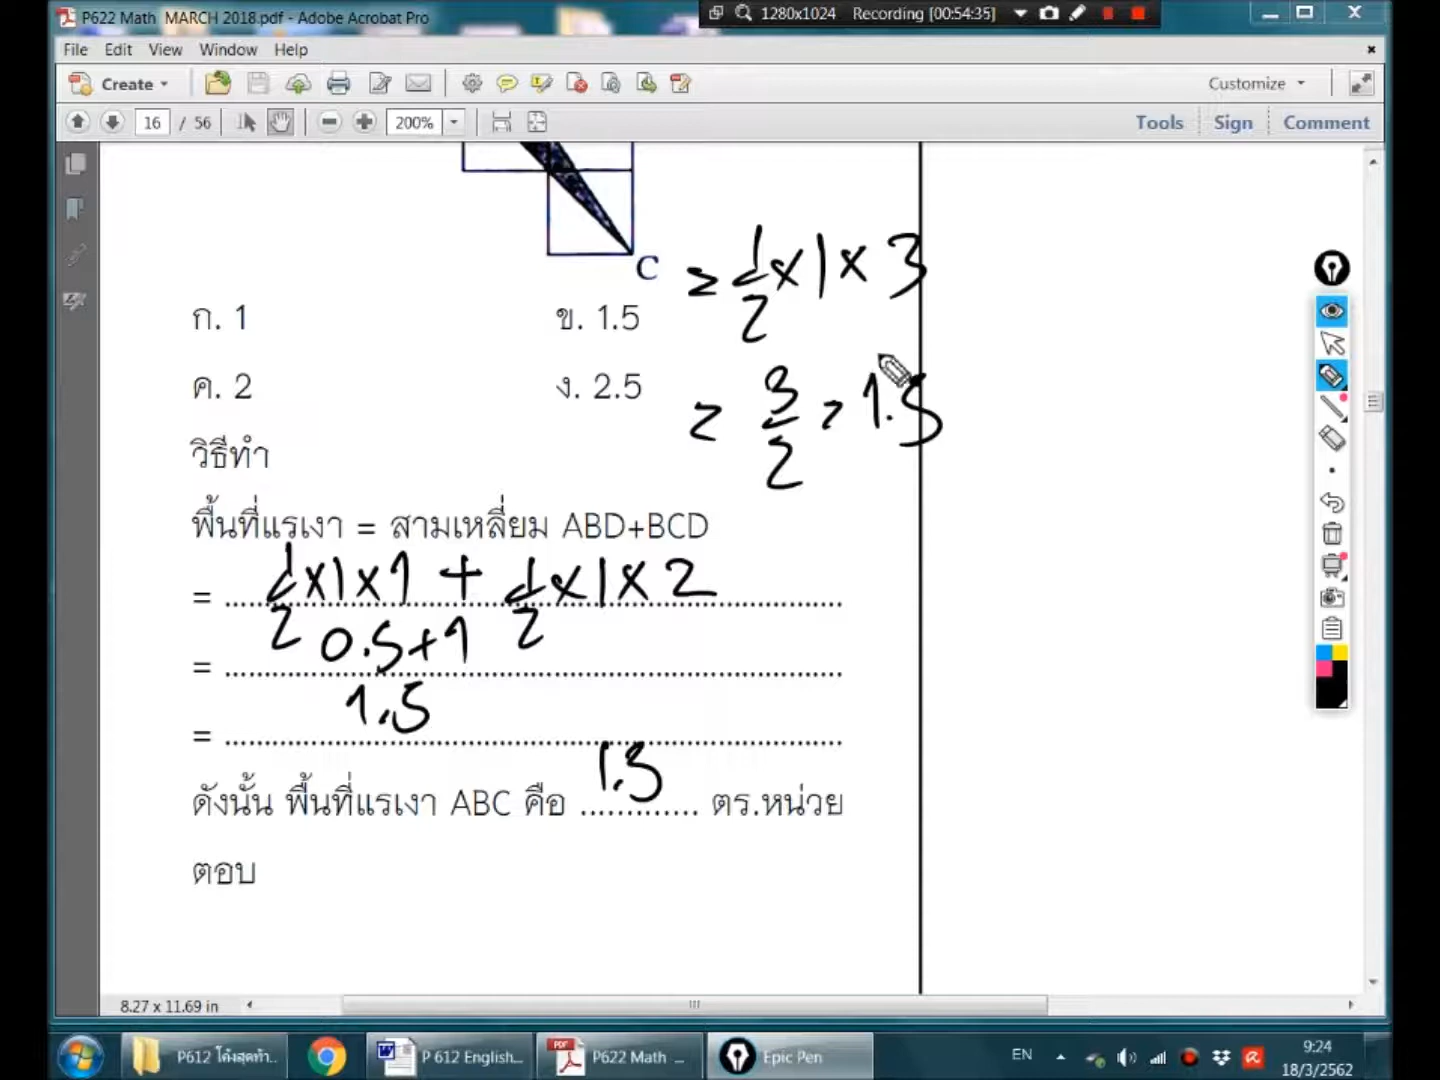 P622 Math MARCH 2018.pdf - Adobe Acrobat Pro
1280x1024 Recording [00:54:35]
File Edit View Window Help
Create Customize
16 / 56 200% Tools Sign Comment
C
= 1/2 x 1 x 3
ก. 1 ข. 1.5
ค. 2 ง. 2.5
= 3/2 = 1.5
วิธีทำ
พื้นที่แรเงา = สามเหลี่ยม ABD+BCD
= 1/2 x 1 x 1 + 1/2 x 1 x 2
= 0.5+1
= 1.5
ดังนั้น พื้นที่แรเงา ABC คือ 1.5 ตร.หน่วย
ตอบ
8.27 x 11.69 in
P612 โค้งสุดท้า... P 612 English... P622 Math ... Epic Pen EN 9:24
18/3/2562